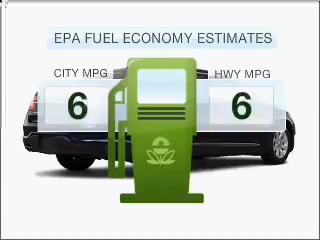 EPA FUEL ECONOMY ESTIMATES
CITY MPG
HWY MPG
6
6